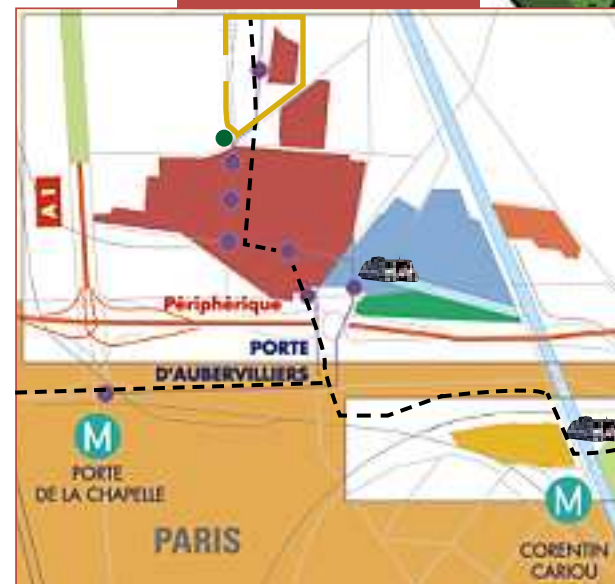 A1
Périphérique
PORTE
D'AUBERVILLIERS
M
PORTE
DE LA CHAPELLE
M
PARIS
CORENTIN
CARIOU